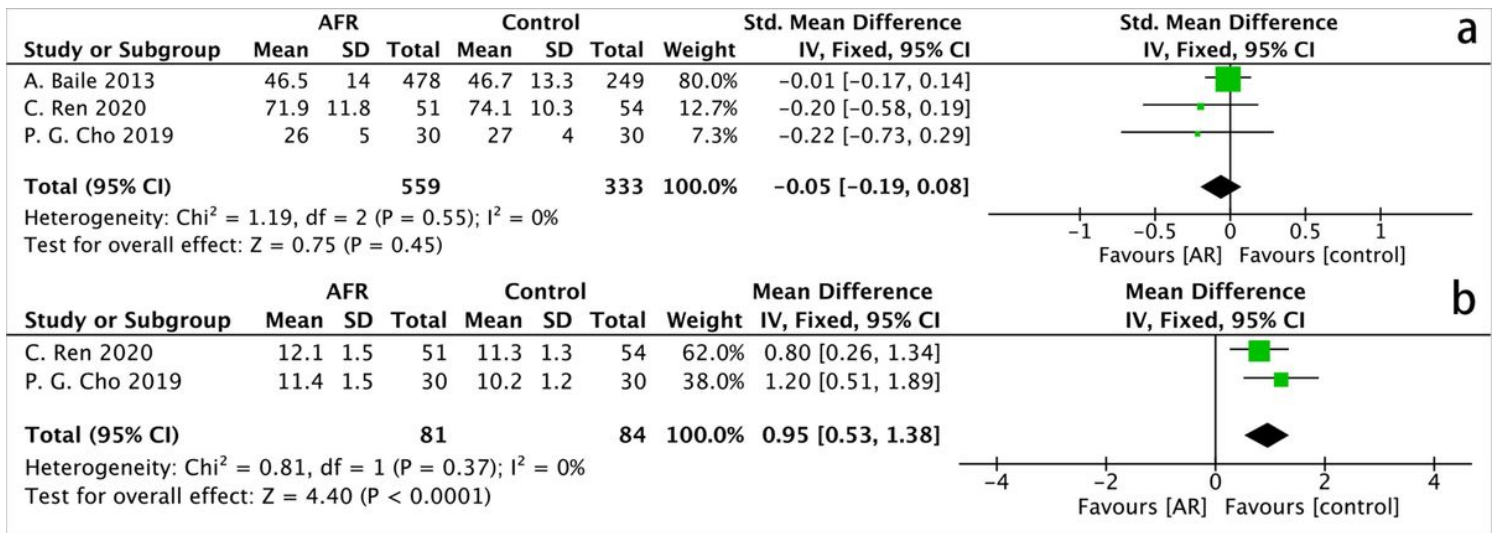 AFR Control Std. Mean Difference Std. Mean Difference a
Study or Subgroup Mean SD Total Mean SD Total Weight IV, Fixed, 95% CI IV, Fixed, 95% CI
A. Baile 2013 46.5 14 478 46.7 13.3 249 80.0% -0.01 [-0.17, 0.14]
C. Ren 2020 71.9 11.8 51 74.1 10.3 54 12.7% -0.20 [-0.58, 0.19]
P. G. Cho 2019 26 5 30 27 4 30 7.3% -0.22 [-0.73, 0.29]
Total (95% CI) 559 333 100.0% -0.05 [-0.19, 0.08]
Heterogeneity: Chi² = 1.19, df = 2 (P = 0.55); I² = 0%
Test for overall effect: Z = 0.75 (P = 0.45)
-1 -0.5 0 0.5 1
Favours [AR] Favours [control]
AFR Control Mean Difference Mean Difference b
Study or Subgroup Mean SD Total Mean SD Total Weight IV, Fixed, 95% CI IV, Fixed, 95% CI
C. Ren 2020 12.1 1.5 51 11.3 1.3 54 62.0% 0.80 [0.26, 1.34]
P. G. Cho 2019 11.4 1.5 30 10.2 1.2 30 38.0% 1.20 [0.51, 1.89]
Total (95% CI) 81 84 100.0% 0.95 [0.53, 1.38]
Heterogeneity: Chi² = 0.81, df = 1 (P = 0.37); I² = 0%
Test for overall effect: Z = 4.40 (P < 0.0001)
-4 -2 0 2 4
Favours [AR] Favours [control]